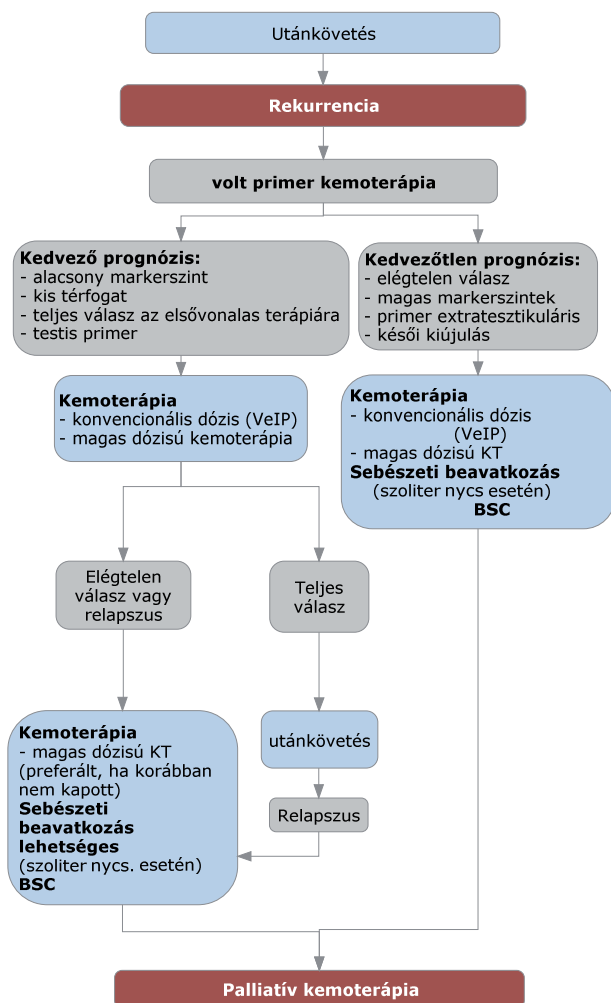 Utánkövetés
Rekurrencia
volt primer kemoterápia
Kedvező prognózis:
- alacsony markerszint
- kis térfogat
- teljes válasz az elsővonalas terápiára
- testis primer
Kedvezőtlen prognózis:
- elégtelen válasz
- magas markerszintek
- primer extratesztikuláris
- késői kiújulás
Kemoterápia
- konvencionális dózis (VeIP)
- magas dózisú kemoterápia
Kemoterápia
- konvencionális dózis
(VeIP)
- magas dózisú KT
Sebészeti beavatkozás
(szoliter nycs esetén)
BSC
Elégtelen
válasz vagy
relapszus
Teljes
válasz
Kemoterápia
- magas dózisú KT
(preferált, ha korábban
nem kapott)
Sebészeti
beavatkozás
lehetséges
(szoliter nycs. esetén)
BSC
utánkövetés
Relapszus
Palliatív kemoterápia